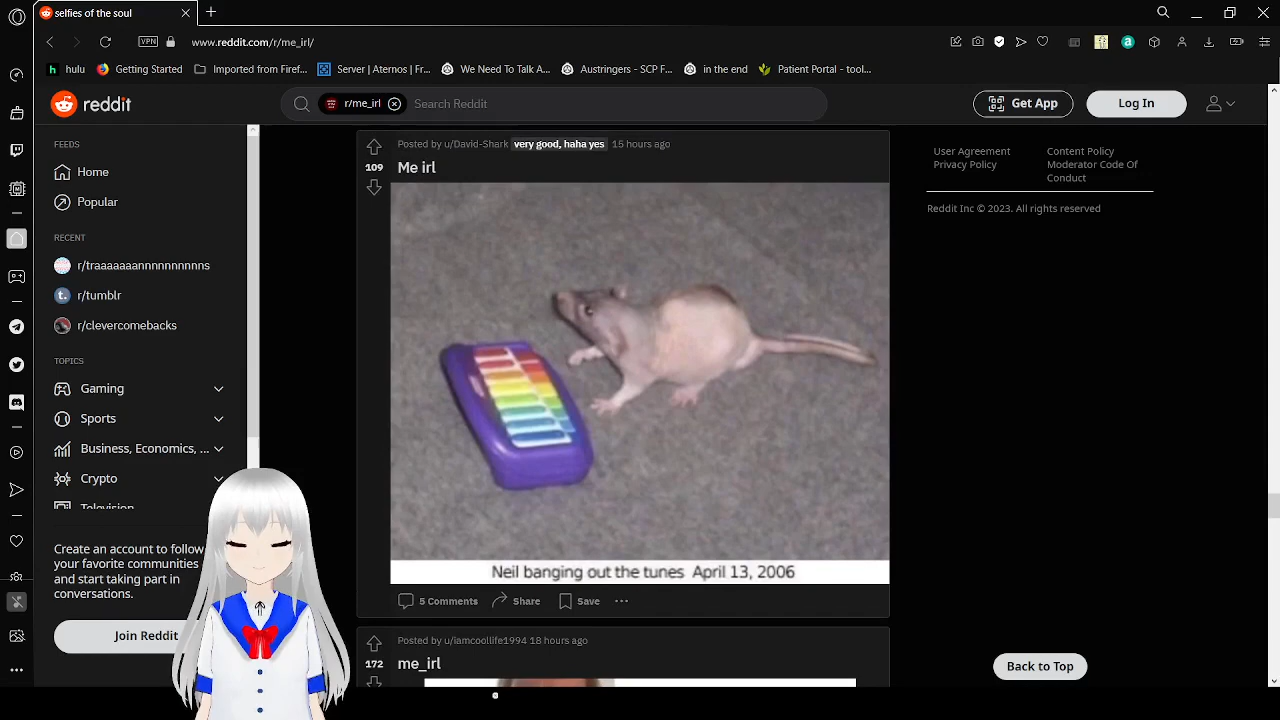 selfies of the soul
VPN
www.reddit.com/r/me_irl/
hulu
Getting Started
Imported from Firef...
Server | Aternos | Fr...
We Need To Talk A...
Austringers - SCP F...
in the end
Patient Portal - tool...
reddit
r/me_irl
Search Reddit
Get App
Log In
FEEDS
Home
Popular
RECENT
r/traaaaaaannnnnnnnnns
r/tumblr
r/clevercomebacks
TOPICS
Gaming
Sports
Business, Economics, ...
Crypto
Television
Create an account to follow
your favorite communities
and start taking part in
conversations.
Join Reddit
Posted by u/David-Shark very good, haha yes 15 hours ago
109
Me irl
Neil banging out the tunes April 13, 2006
5 Comments
Share
Save
Posted by u/iamcoollife1994 18 hours ago
172
me_irl
User Agreement
Privacy Policy
Content Policy
Moderator Code Of
Conduct
Reddit Inc © 2023. All rights reserved
Back to Top